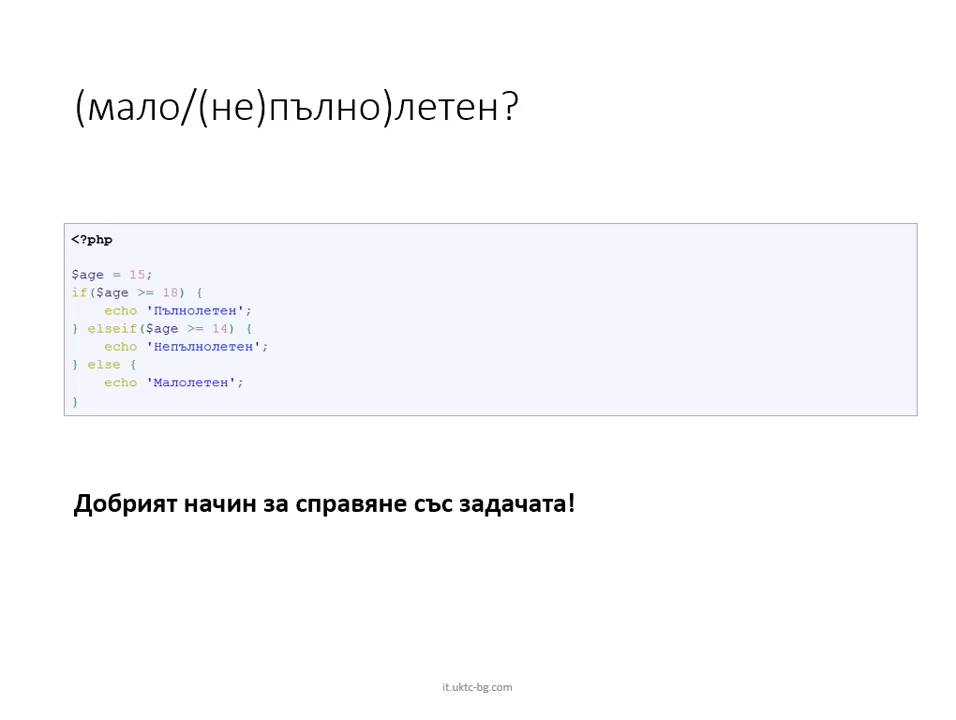 (мало/(не)пълно)летен?
<?php
$age = 15;
if($age >= 18) {
    echo 'Пълнолетен';
} elseif($age >= 14) {
    echo 'Непълнолетен';
} else {
    echo 'Малолетен';
}
Добрият начин за справяне със задачата!
it.uktc-bg.com